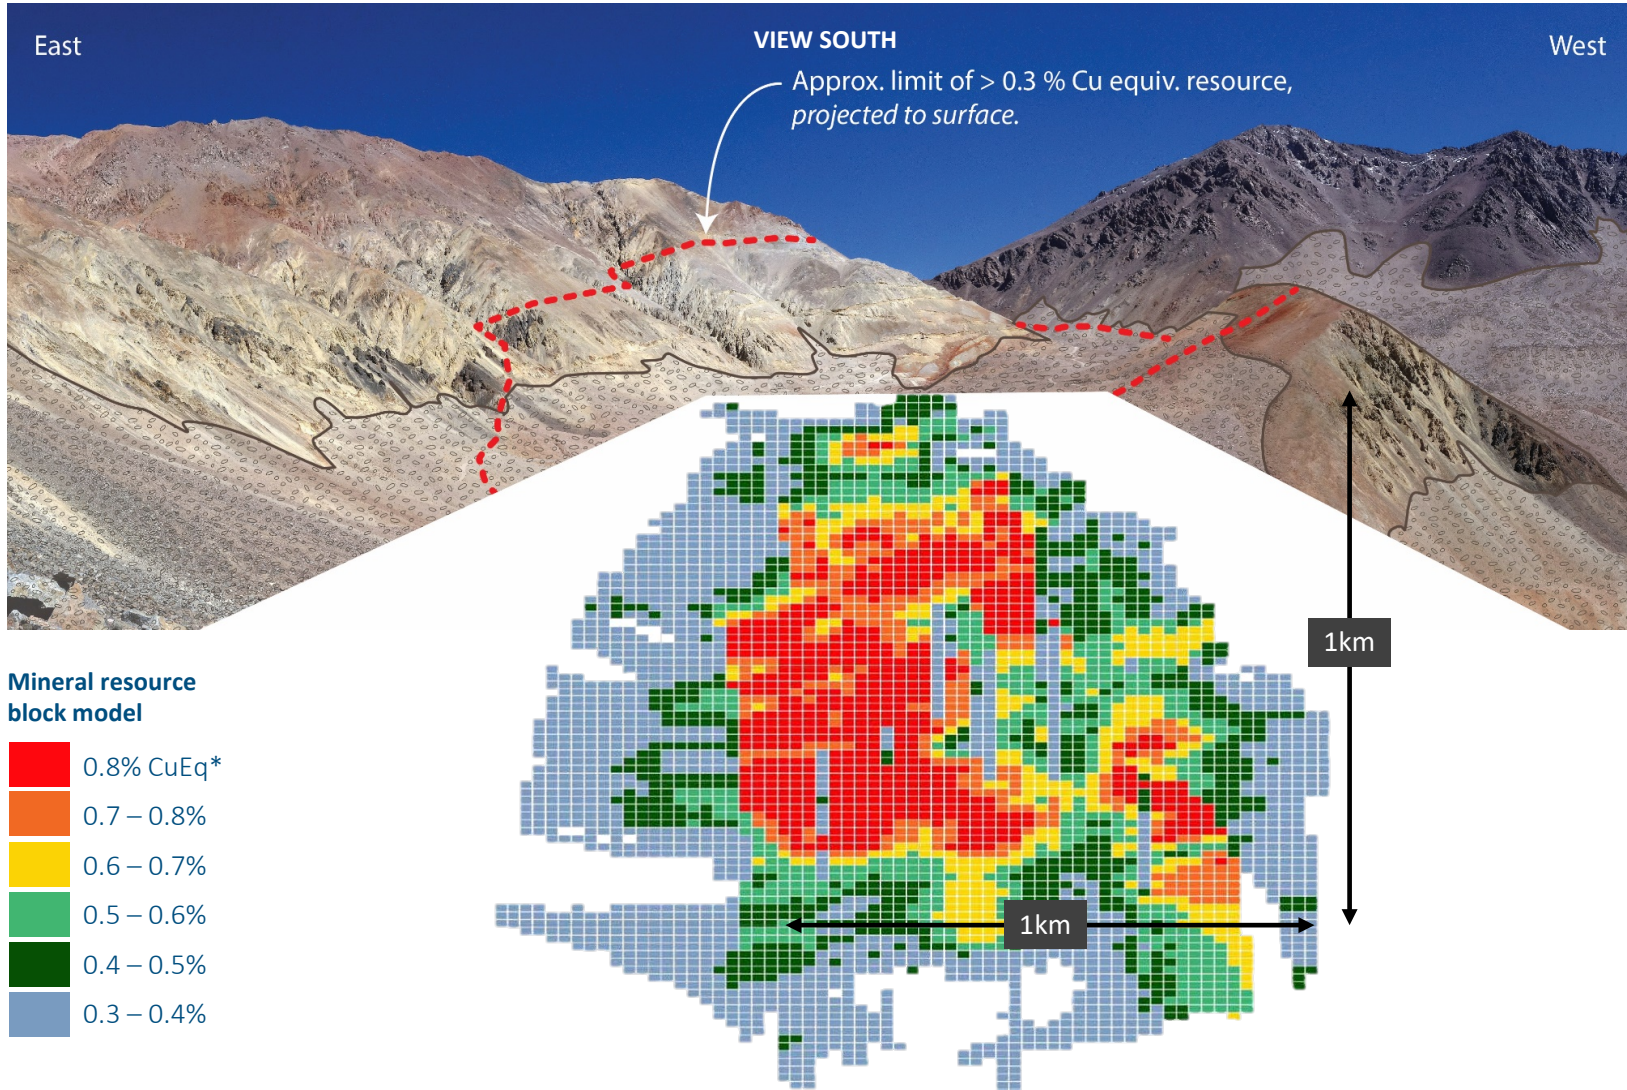 East
VIEW SOUTH
West
Approx. limit of > 0.3 % Cu equiv. resource,
projected to surface.
1km
Mineral resource
block model
0.8% CuEq*
0.7 – 0.8%
0.6 – 0.7%
0.5 – 0.6%
0.4 – 0.5%
0.3 – 0.4%
1km